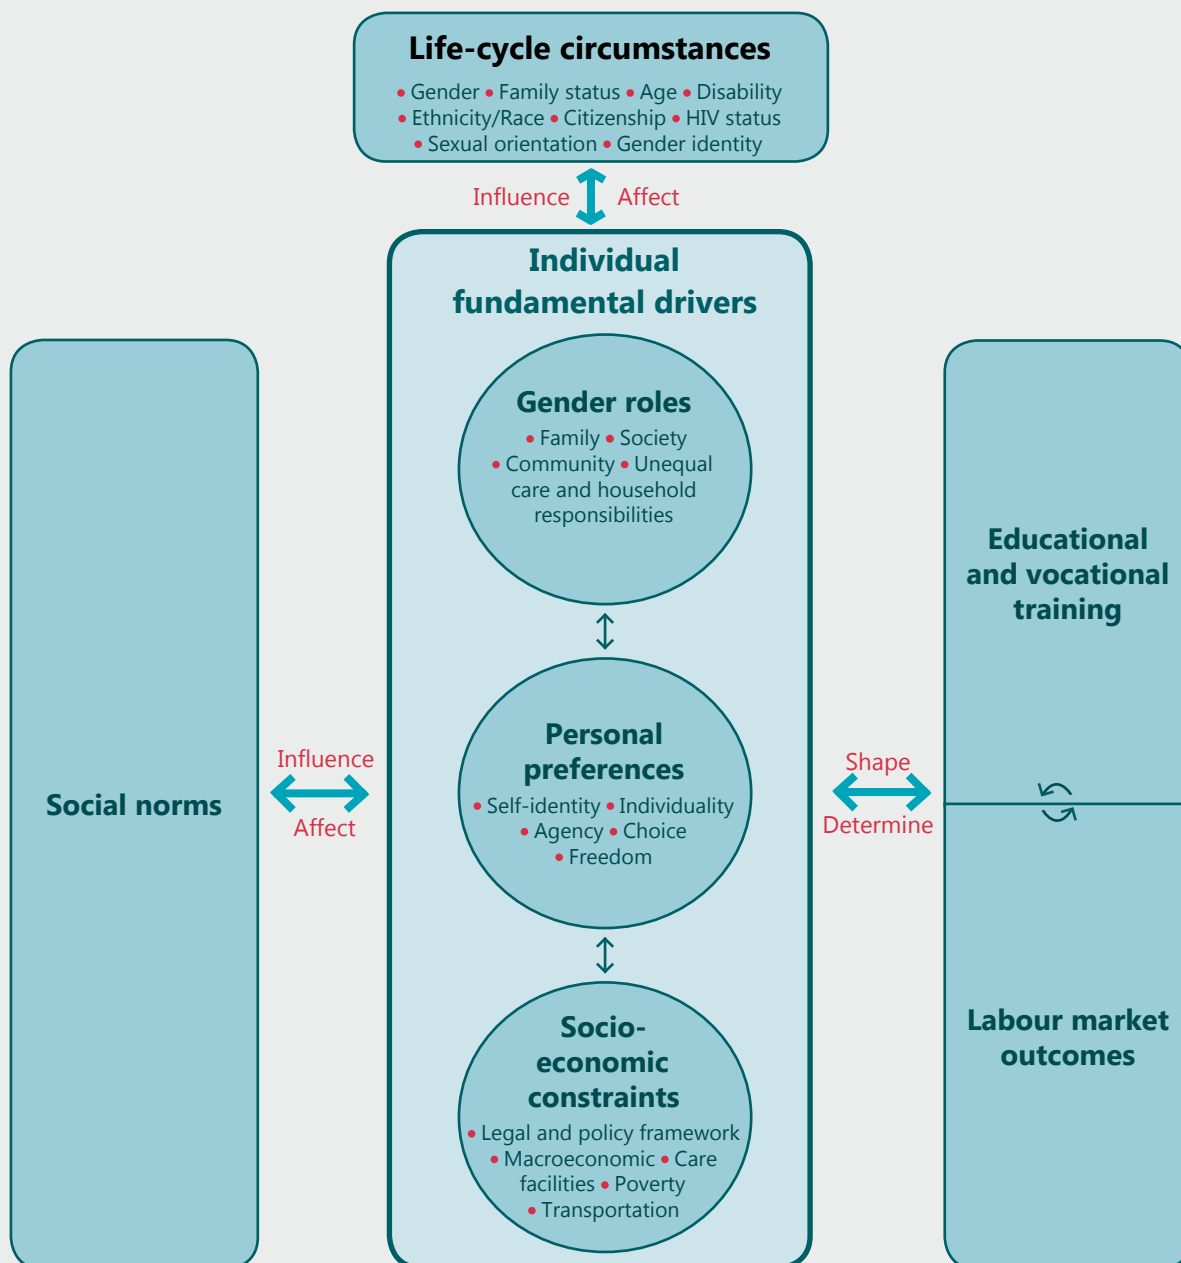 Life-cycle circumstances
• Gender • Family status • Age • Disability
• Ethnicity/Race • Citizenship • HIV status
• Sexual orientation • Gender identity
Influence Affect
Individual
fundamental drivers
Gender roles
• Family • Society
• Community • Unequal
care and household
responsibilities
Personal
preferences
• Self-identity • Individuality
• Agency • Choice
• Freedom
Socio-
economic
constraints
• Legal and policy framework
• Macroeconomic • Care
facilities • Poverty
• Transportation
Social norms
Influence
Affect
Shape
Determine
Educational
and vocational
training
Labour market
outcomes